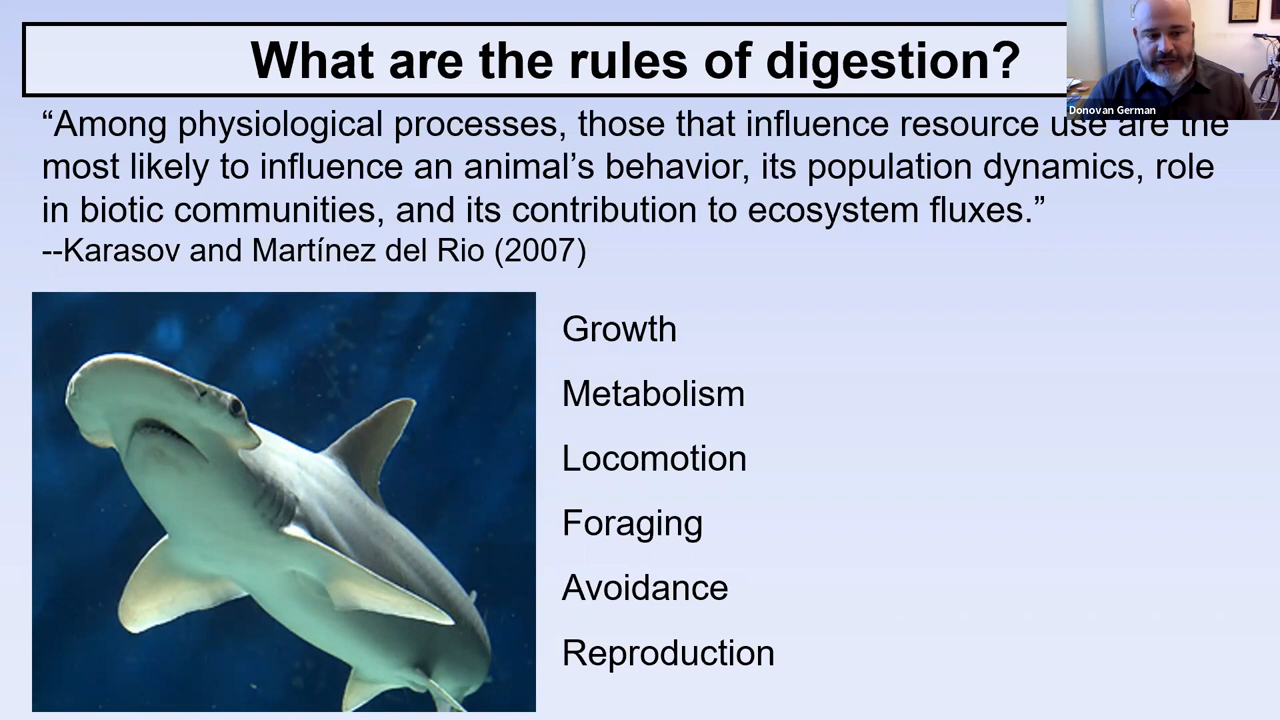 What are the rules of digestion?
Donovan German
“Among physiological processes, those that influence resource use are the
most likely to influence an animal’s behavior, its population dynamics, role
in biotic communities, and its contribution to ecosystem fluxes.”
--Karasov and Martínez del Rio (2007)
Growth
Metabolism
Locomotion
Foraging
Avoidance
Reproduction